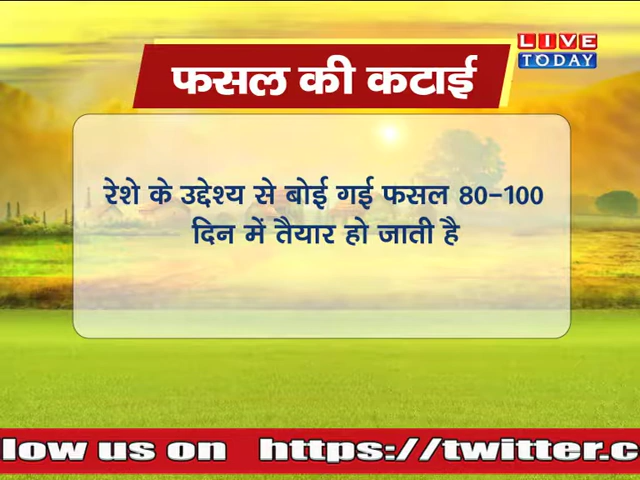 फसल की कटाई
LIVE
TODAY
रेशे के उद्देश्य से बोई गई फसल 80-100
दिन में तैयार हो जाती है
low us on https://twitter.c